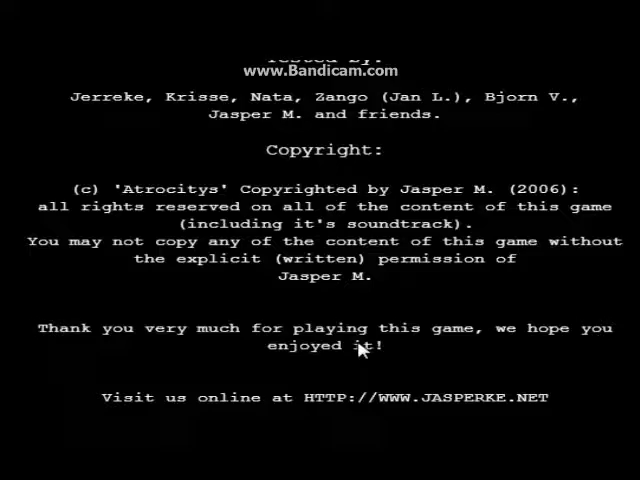 Tested by:
www.Bandicam.com
Jerreke, Krisse, Nata, Zango (Jan L.), Bjorn V.,
Jasper M. and friends.
Copyright:
(c) 'Atrocitys' Copyrighted by Jasper M. (2006):
all rights reserved on all of the content of this game
(including it's soundtrack).
You may not copy any of the content of this game without
the explicit (written) permission of
Jasper M.
Thank you very much for playing this game, we hope you
enjoyed it!
Visit us online at HTTP://WWW.JASPERKE.NET